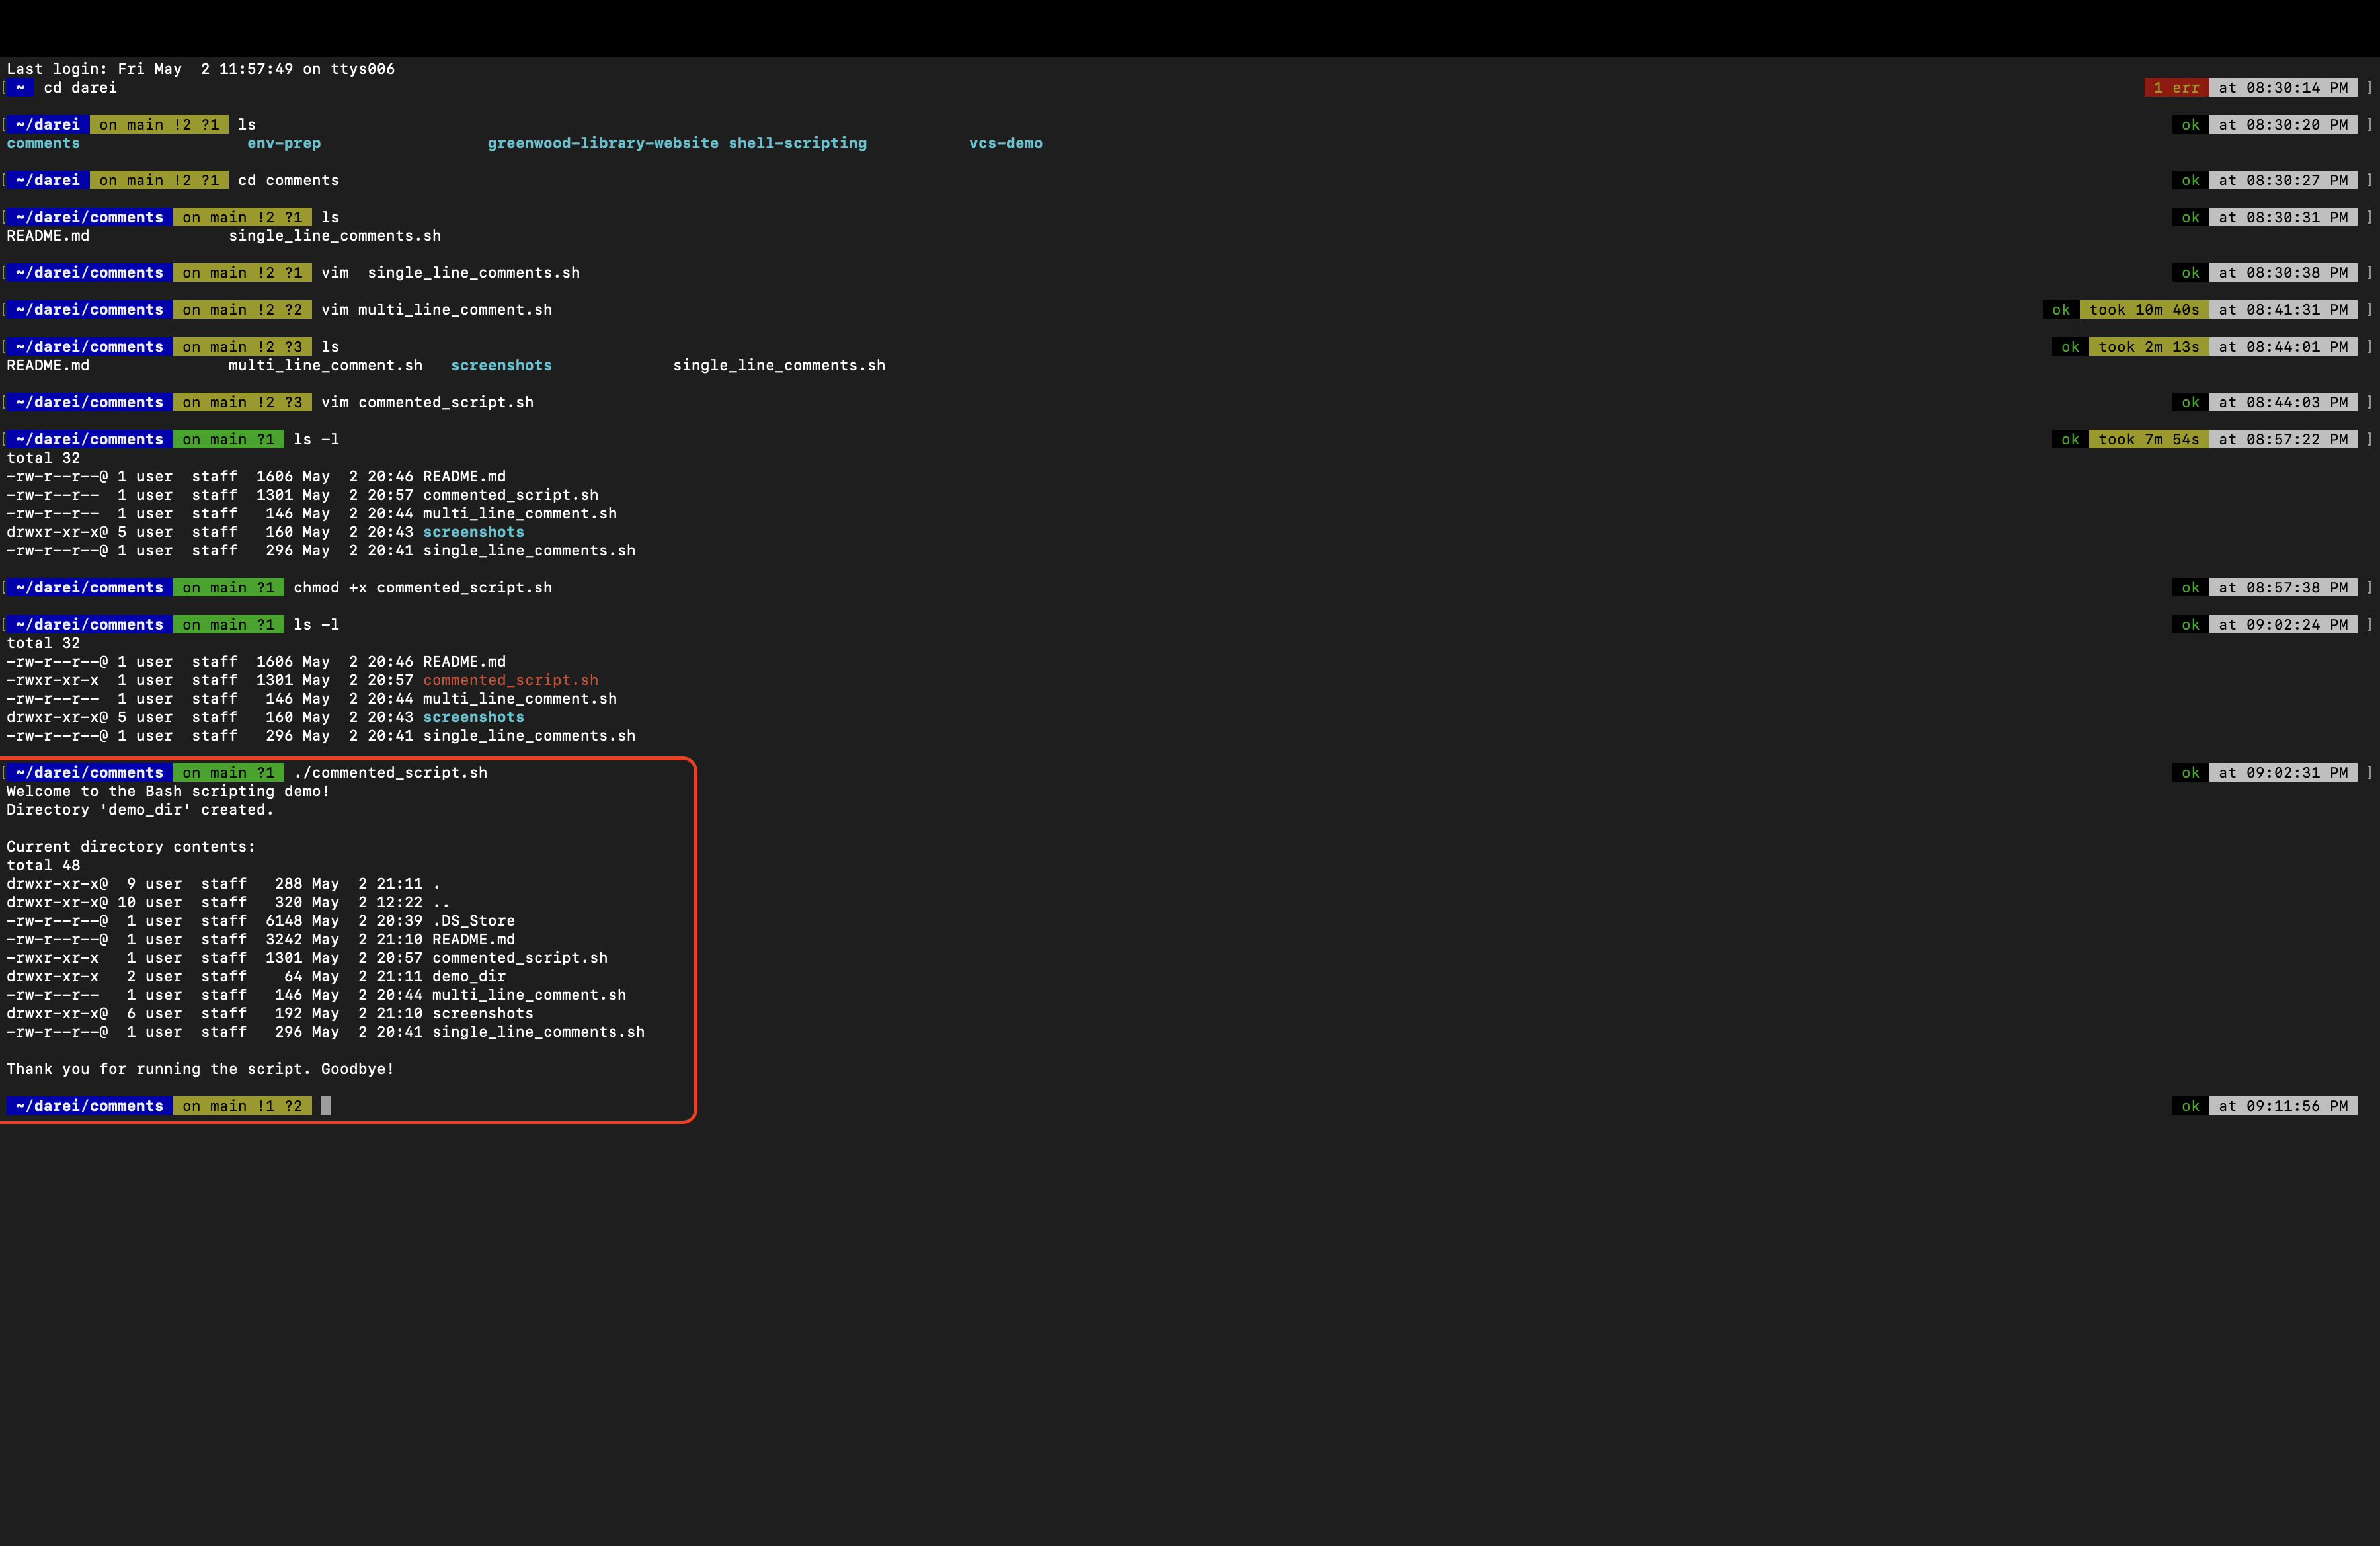 Last login: Fri May  2 11:57:49 on ttys006
[ ~  cd darei 1 err at 08:30:14 PM ]
[ ~/darei  on main !2 ?1  ls ok at 08:30:20 PM ]
comments env-prep greenwood-library-website shell-scripting vcs-demo
[ ~/darei  on main !2 ?1  cd comments ok at 08:30:27 PM ]
[ ~/darei/comments  on main !2 ?1  ls ok at 08:30:31 PM ]
README.md single_line_comments.sh
[ ~/darei/comments  on main !2 ?1  vim  single_line_comments.sh ok at 08:30:38 PM ]
[ ~/darei/comments  on main !2 ?2  vim multi_line_comment.sh ok took 10m 40s at 08:41:31 PM ]
[ ~/darei/comments  on main !2 ?3  ls ok took 2m 13s at 08:44:01 PM ]
README.md multi_line_comment.sh screenshots single_line_comments.sh
[ ~/darei/comments  on main !2 ?3  vim commented_script.sh ok at 08:44:03 PM ]
[ ~/darei/comments  on main ?1  ls -l ok took 7m 54s at 08:57:22 PM ]
total 32
-rw-r--r--@ 1 user  staff  1606 May  2 20:46 README.md
-rw-r--r--  1 user  staff  1301 May  2 20:57 commented_script.sh
-rw-r--r--  1 user  staff   146 May  2 20:44 multi_line_comment.sh
drwxr-xr-x@ 5 user  staff   160 May  2 20:43 screenshots
-rw-r--r--@ 1 user  staff   296 May  2 20:41 single_line_comments.sh
[ ~/darei/comments  on main ?1  chmod +x commented_script.sh ok at 08:57:38 PM ]
[ ~/darei/comments  on main ?1  ls -l ok at 09:02:24 PM ]
total 32
-rw-r--r--@ 1 user  staff  1606 May  2 20:46 README.md
-rwxr-xr-x  1 user  staff  1301 May  2 20:57 commented_script.sh
-rw-r--r--  1 user  staff   146 May  2 20:44 multi_line_comment.sh
drwxr-xr-x@ 5 user  staff   160 May  2 20:43 screenshots
-rw-r--r--@ 1 user  staff   296 May  2 20:41 single_line_comments.sh
[ ~/darei/comments  on main ?1  ./commented_script.sh ok at 09:02:31 PM ]
Welcome to the Bash scripting demo!
Directory 'demo_dir' created.
Current directory contents:
total 48
drwxr-xr-x@  9 user  staff   288 May  2 21:11 .
drwxr-xr-x@ 10 user  staff   320 May  2 12:22 ..
-rw-r--r--@  1 user  staff  6148 May  2 20:39 .DS_Store
-rw-r--r--@  1 user  staff  3242 May  2 21:10 README.md
-rwxr-xr-x   1 user  staff  1301 May  2 20:57 commented_script.sh
drwxr-xr-x   2 user  staff    64 May  2 21:11 demo_dir
-rw-r--r--   1 user  staff   146 May  2 20:44 multi_line_comment.sh
drwxr-xr-x@  6 user  staff   192 May  2 21:10 screenshots
-rw-r--r--@  1 user  staff   296 May  2 20:41 single_line_comments.sh
Thank you for running the script. Goodbye!
~/darei/comments  on main !1 ?2 ok at 09:11:56 PM